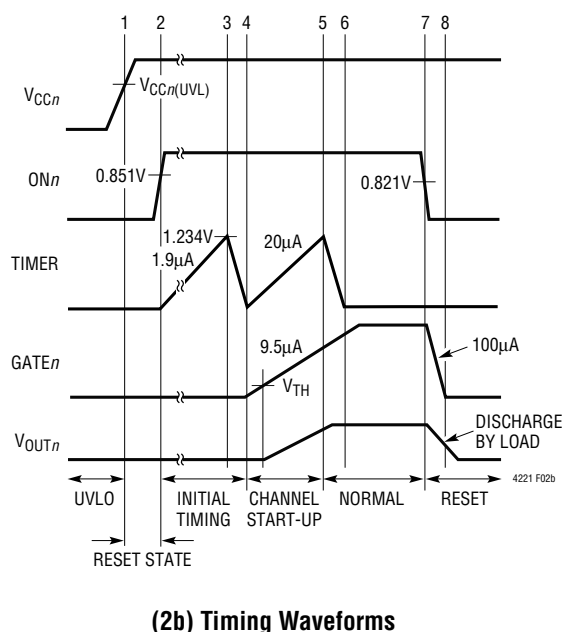 1 2 3 4 5 6 7 8
VCCn
VCCn(UVL)
ONn
0.851V
0.821V
TIMER
1.234V
1.9µA
20µA
GATEn
9.5µA
VTH
100µA
VOUTn
DISCHARGE
BY LOAD
4221 F02b
UVLO
INITIAL
TIMING
CHANNEL
START-UP
NORMAL
RESET
RESET STATE
(2b) Timing Waveforms